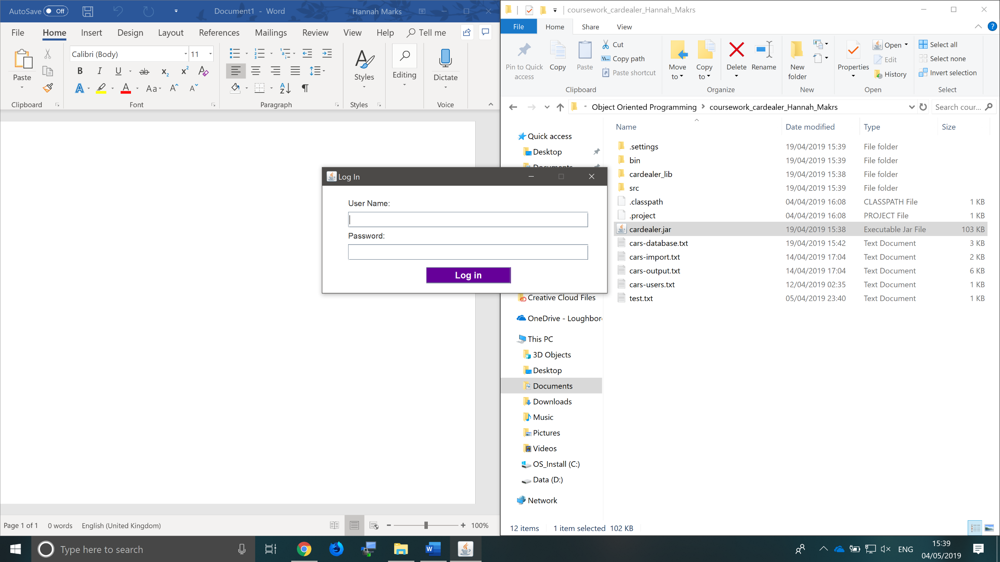 AutoSave Off Document1 - Word Hannah Marks
File Home Insert Design Layout References Mailings Review View Help Tell me
Calibri (Body) 11
Paste
Styles
Editing
Dictate
Clipboard Font Paragraph Styles Voice
Page 1 of 1 0 words English (United Kingdom) 100%
coursework_cardealer_Hannah_Makrs
File Home Share View
Pin to Quick access
Copy
Paste
Cut
Copy path
Paste shortcut
Move to
Copy to
Delete
Rename
New folder
Properties
Open
Edit
History
Select all
Select none
Invert selection
Clipboard Organize New Open Select
« Object Oriented Programming coursework_cardealer_Hannah_Makrs Search cour...
Name Date modified Type Size
.settings 19/04/2019 15:39 File folder
bin 19/04/2019 15:39 File folder
cardealer_lib 19/04/2019 15:38 File folder
src 19/04/2019 15:39 File folder
.classpath 04/04/2019 16:08 CLASSPATH File 1 KB
.project 04/04/2019 16:08 PROJECT File 1 KB
cardealer.jar 19/04/2019 15:38 Executable Jar File 103 KB
cars-database.txt 19/04/2019 15:42 Text Document 3 KB
cars-import.txt 14/04/2019 17:04 Text Document 2 KB
cars-output.txt 14/04/2019 17:04 Text Document 6 KB
cars-users.txt 12/04/2019 02:35 Text Document 1 KB
test.txt 05/04/2019 23:40 Text Document 1 KB
Quick access
Desktop
Documents
Creative Cloud Files
OneDrive - Loughbor
This PC
3D Objects
Desktop
Documents
Downloads
Music
Pictures
Videos
OS_Install (C:)
Data (D:)
Network
12 items 1 item selected 102 KB
Log In
User Name:
Password:
Log in
Type here to search
ENG
15:39
04/05/2019